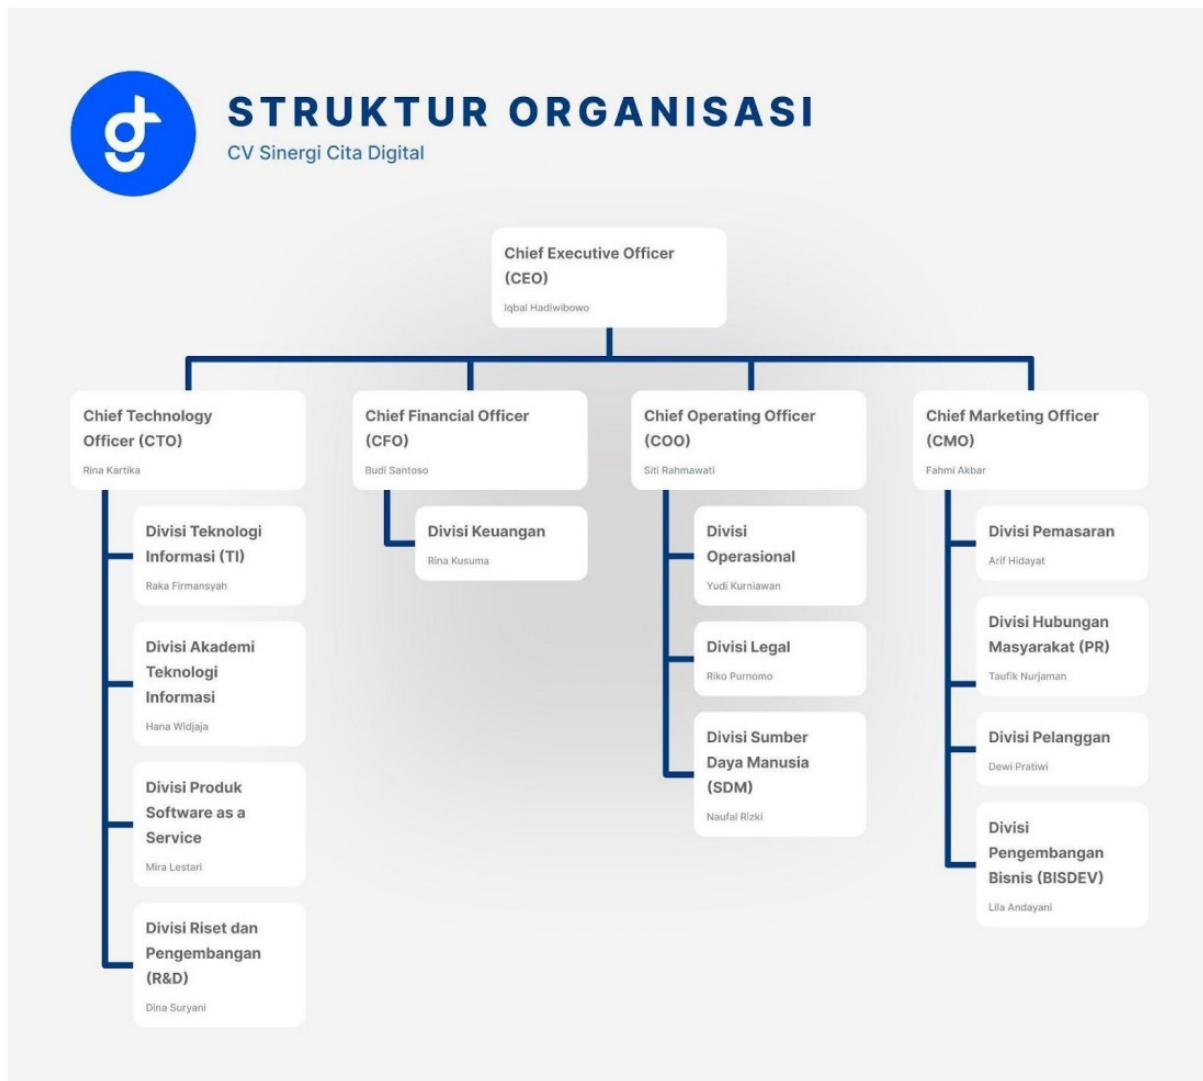 STRUKTUR ORGANISASI
CV Sinergi Cita Digital
Chief Executive Officer
(CEO)
Iqbal Hadiwibowo
Chief Technology
Officer (CTO)
Rina Kartika
Divisi Teknologi
Informasi (TI)
Raka Firmansyah
Divisi Akademi
Teknologi
Informasi
Hana Widjaja
Divisi Produk
Software as a
Service
Mira Lestari
Divisi Riset dan
Pengembangan
(R&D)
Dina Suryani
Chief Financial Officer
(CFO)
Budi Santoso
Divisi Keuangan
Rina Kusuma
Chief Operating Officer
(COO)
Siti Rahmawati
Divisi
Operasional
Yudi Kurniawan
Divisi Legal
Riko Purnomo
Divisi Sumber
Daya Manusia
(SDM)
Naufal Rizki
Chief Marketing Officer
(CMO)
Fahmi Akbar
Divisi Pemasaran
Arif Hidayat
Divisi Hubungan
Masyarakat (PR)
Taufik Nurjaman
Divisi Pelanggan
Dewi Pratiwi
Divisi
Pengembangan
Bisnis (BISDEV)
Lila Andayani